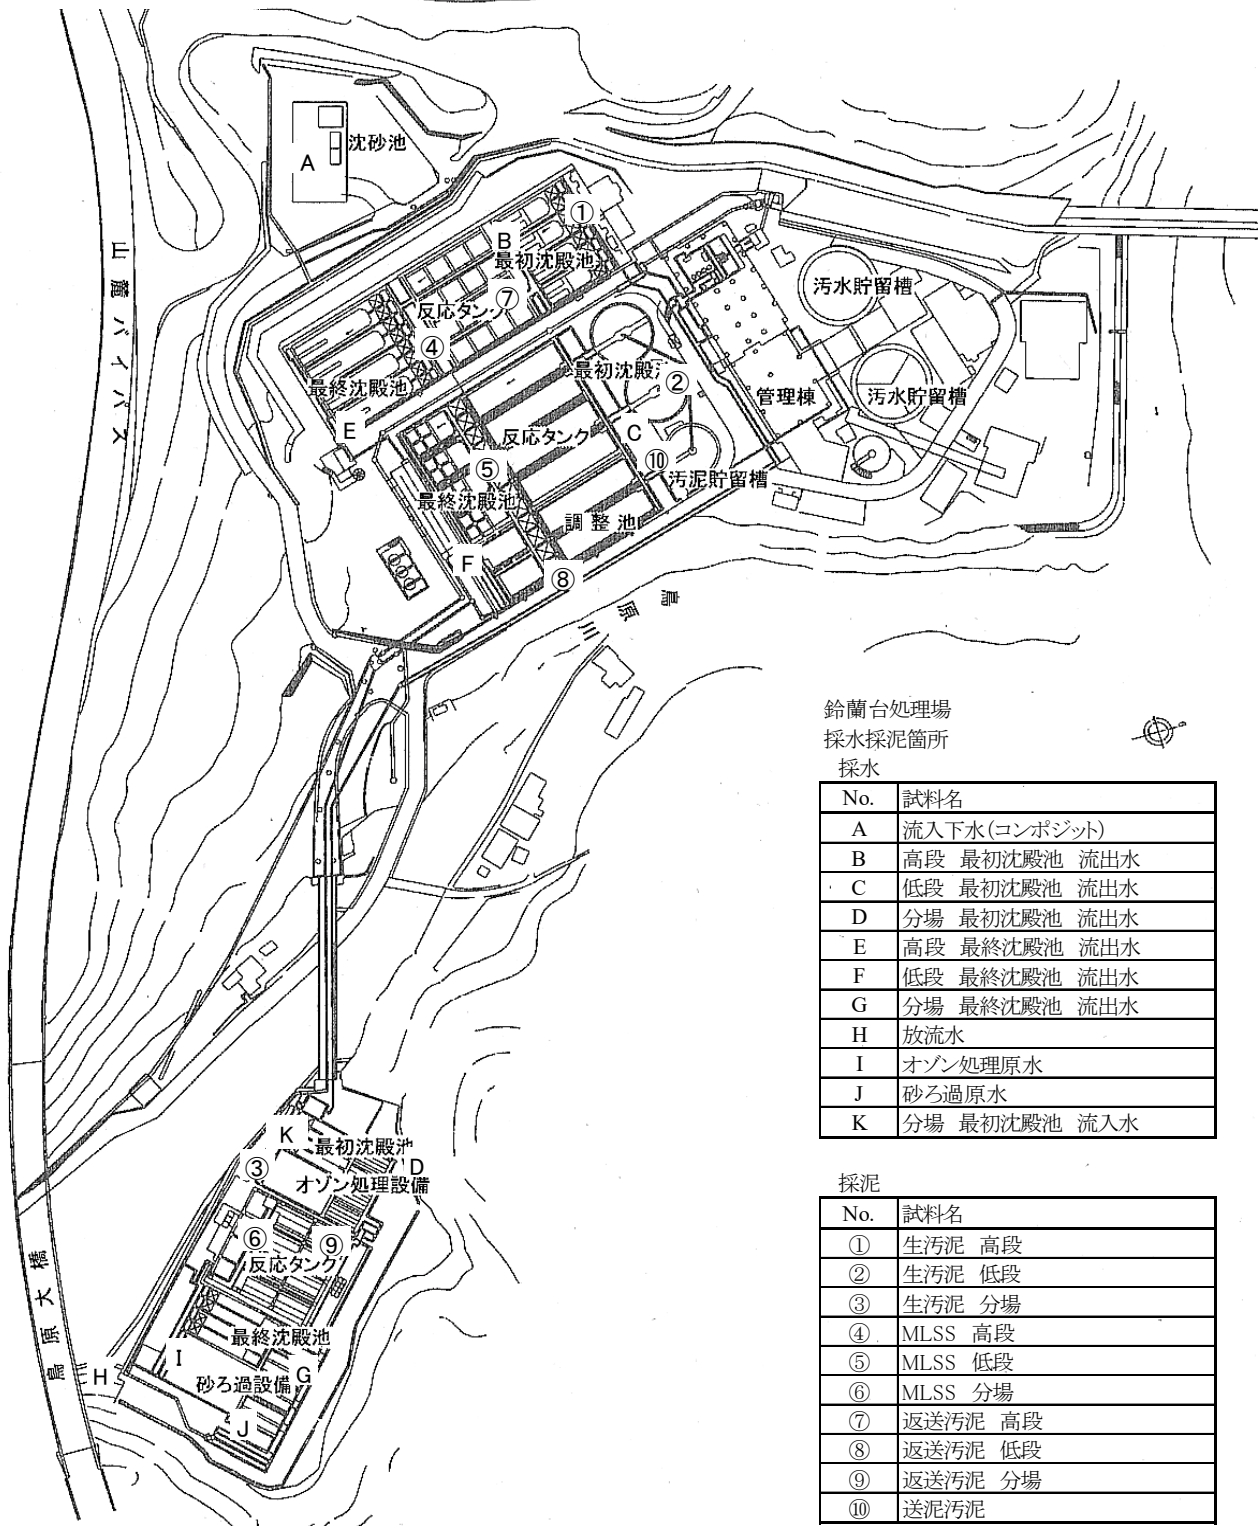 A
沈砂池
①
B
最初沈殿池
⑦
反応タンク
④
最終沈殿池
E
汚水貯留槽
最初沈殿池
②
管理棟
汚水貯留槽
C
反応タンク
⑩
⑤
汚泥貯留槽
最終沈殿池
調整池
F
⑧
山麓バイパス
烏原川
K
最初沈殿池
③
D
オゾン処理設備
⑥
⑨
反応タンク
最終沈殿池
I
H
G
砂ろ過設備
J
烏原大橋
鈴蘭台処理場
採水採泥箇所
採水
No. 試料名
A 流入下水(コンポジット)
B 高段 最初沈殿池 流出水
C 低段 最初沈殿池 流出水
D 分場 最初沈殿池 流出水
E 高段 最終沈殿池 流出水
F 低段 最終沈殿池 流出水
G 分場 最終沈殿池 流出水
H 放流水
I オゾン処理原水
J 砂ろ過原水
K 分場 最初沈殿池 流入水
採泥
No. 試料名
① 生汚泥 高段
② 生汚泥 低段
③ 生汚泥 分場
④ MLSS 高段
⑤ MLSS 低段
⑥ MLSS 分場
⑦ 返送汚泥 高段
⑧ 返送汚泥 低段
⑨ 返送汚泥 分場
⑩ 送泥汚泥